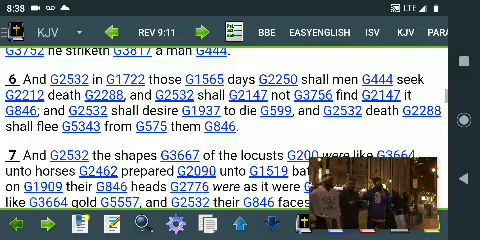 8:38 LTE
KJV REV 9:11 BBE EASYENGLISH ISV KJV PARA
G3752 he striketh G3817 a man G444.
6 And G2532 in G1722 those G1565 days G2250 shall men G444 seek
G2212 death G2288, and G2532 shall G2147 not G3756 find G2147 it
G846; and G2532 shall desire G1937 to die G599, and G2532 death G2288
shall flee G5343 from G575 them G846.
7 And G2532 the shapes G3667 of the locusts G200 were like G3664
unto horses G2462 prepared G2090 unto G1519 bat
on G1909 their G846 heads G2776 were as it were G
like G3664 gold G5557, and G2532 their G846 faces